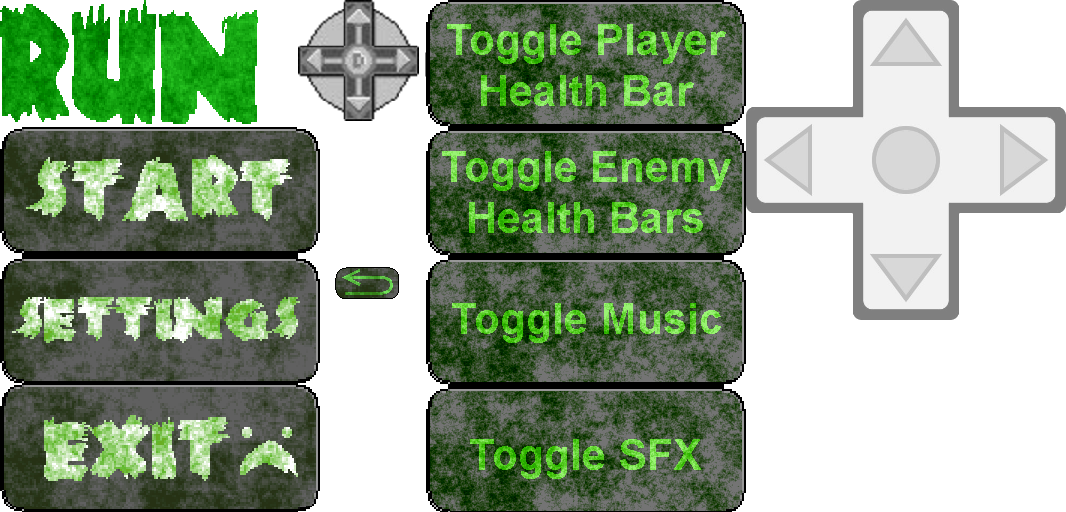 RUN
START
SETTINGS
EXIT
D
Toggle Player
Health Bar
Toggle Enemy
Health Bars
Toggle Music
Toggle SFX